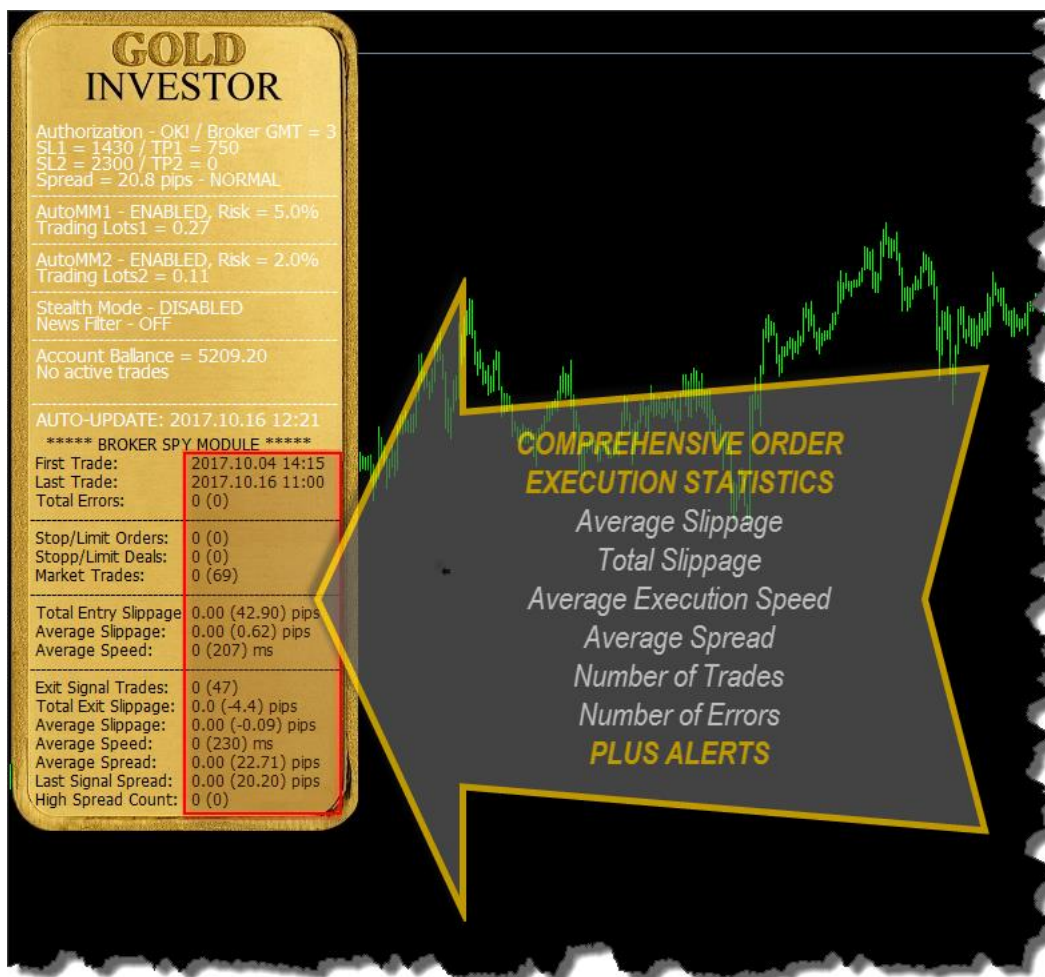 GOLD
INVESTOR
Authorization - OK! / Broker GMT = 3
SL1 = 1430 / TP1 = 750
SL2 = 2300 / TP2 = 0
Spread = 20.8 pips - NORMAL
AutoMM1 - ENABLED, Risk = 5.0%
Trading Lots1 = 0.27
AutoMM2 - ENABLED, Risk = 2.0%
Trading Lots2 = 0.11
Stealth Mode - DISABLED
News Filter - OFF
Account Ballance = 5209.20
No active trades
AUTO-UPDATE: 2017.10.16 12:21
***** BROKER SPY MODULE *****
First Trade: 2017.10.04 14:15
Last Trade: 2017.10.16 11:00
Total Errors: 0 (0)
Stop/Limit Orders: 0 (0)
Stopp/Limit Deals: 0 (0)
Market Trades: 0 (69)
Total Entry Slippage 0.00 (42.90) pips
Average Slippage: 0.00 (0.62) pips
Average Speed: 0 (207) ms
Exit Signal Trades: 0 (47)
Total Exit Slippage: 0.0 (-4.4) pips
Average Slippage: 0.00 (-0.09) pips
Average Speed: 0 (230) ms
Average Spread: 0.00 (22.71) pips
Last Signal Spread: 0.00 (20.20) pips
High Spread Count: 0 (0)
COMPREHENSIVE ORDER
EXECUTION STATISTICS
Average Slippage
Total Slippage
Average Execution Speed
Average Spread
Number of Trades
Number of Errors
PLUS ALERTS